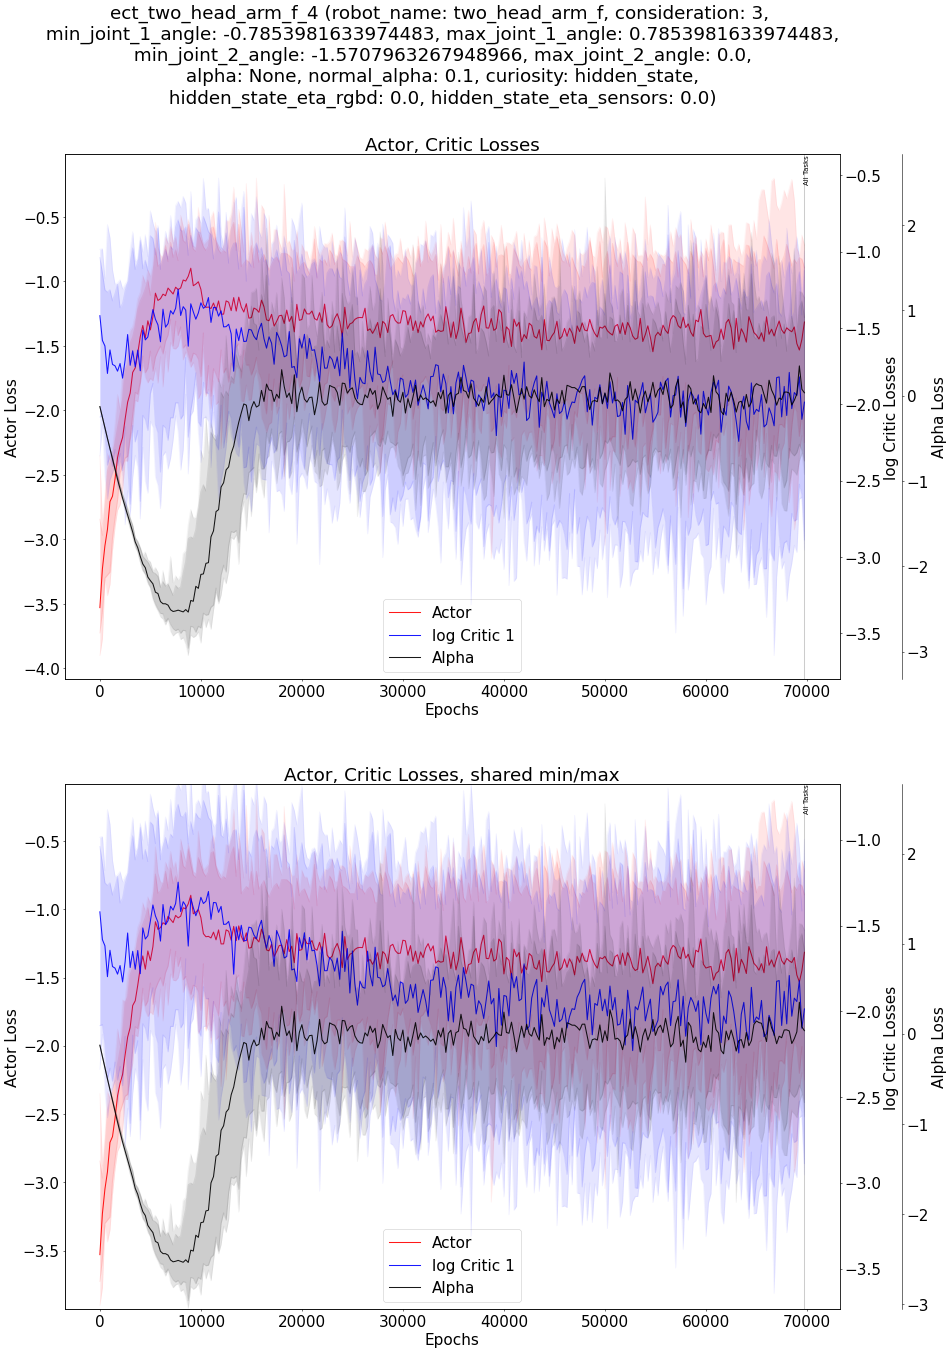 ect_two_head_arm_f_4 (robot_name: two_head_arm_f, consideration: 3,
min_joint_1_angle: -0.7853981633974483, max_joint_1_angle: 0.7853981633974483,
min_joint_2_angle: -1.5707963267948966, max_joint_2_angle: 0.0,
alpha: None, normal_alpha: 0.1, curiosity: hidden_state,
hidden_state_eta_rgbd: 0.0, hidden_state_eta_sensors: 0.0)
Actor, Critic Losses
All Tasks
−0.5
−1.0
−1.5
−2.0
−2.5
−3.0
−3.5
−4.0
Actor Loss
−0.5
−1.0
−1.5
−2.0
−2.5
−3.0
−3.5
log Critic Losses
2
1
0
−1
−2
−3
Alpha Loss
Actor
log Critic 1
Alpha
0 10000 20000 30000 40000 50000 60000 70000
Epochs
Actor, Critic Losses, shared min/max
All Tasks
−0.5
−1.0
−1.5
−2.0
−2.5
−3.0
−3.5
Actor Loss
−1.0
−1.5
−2.0
−2.5
−3.0
−3.5
log Critic Losses
2
1
0
−1
−2
−3
Alpha Loss
Actor
log Critic 1
Alpha
0 10000 20000 30000 40000 50000 60000 70000
Epochs